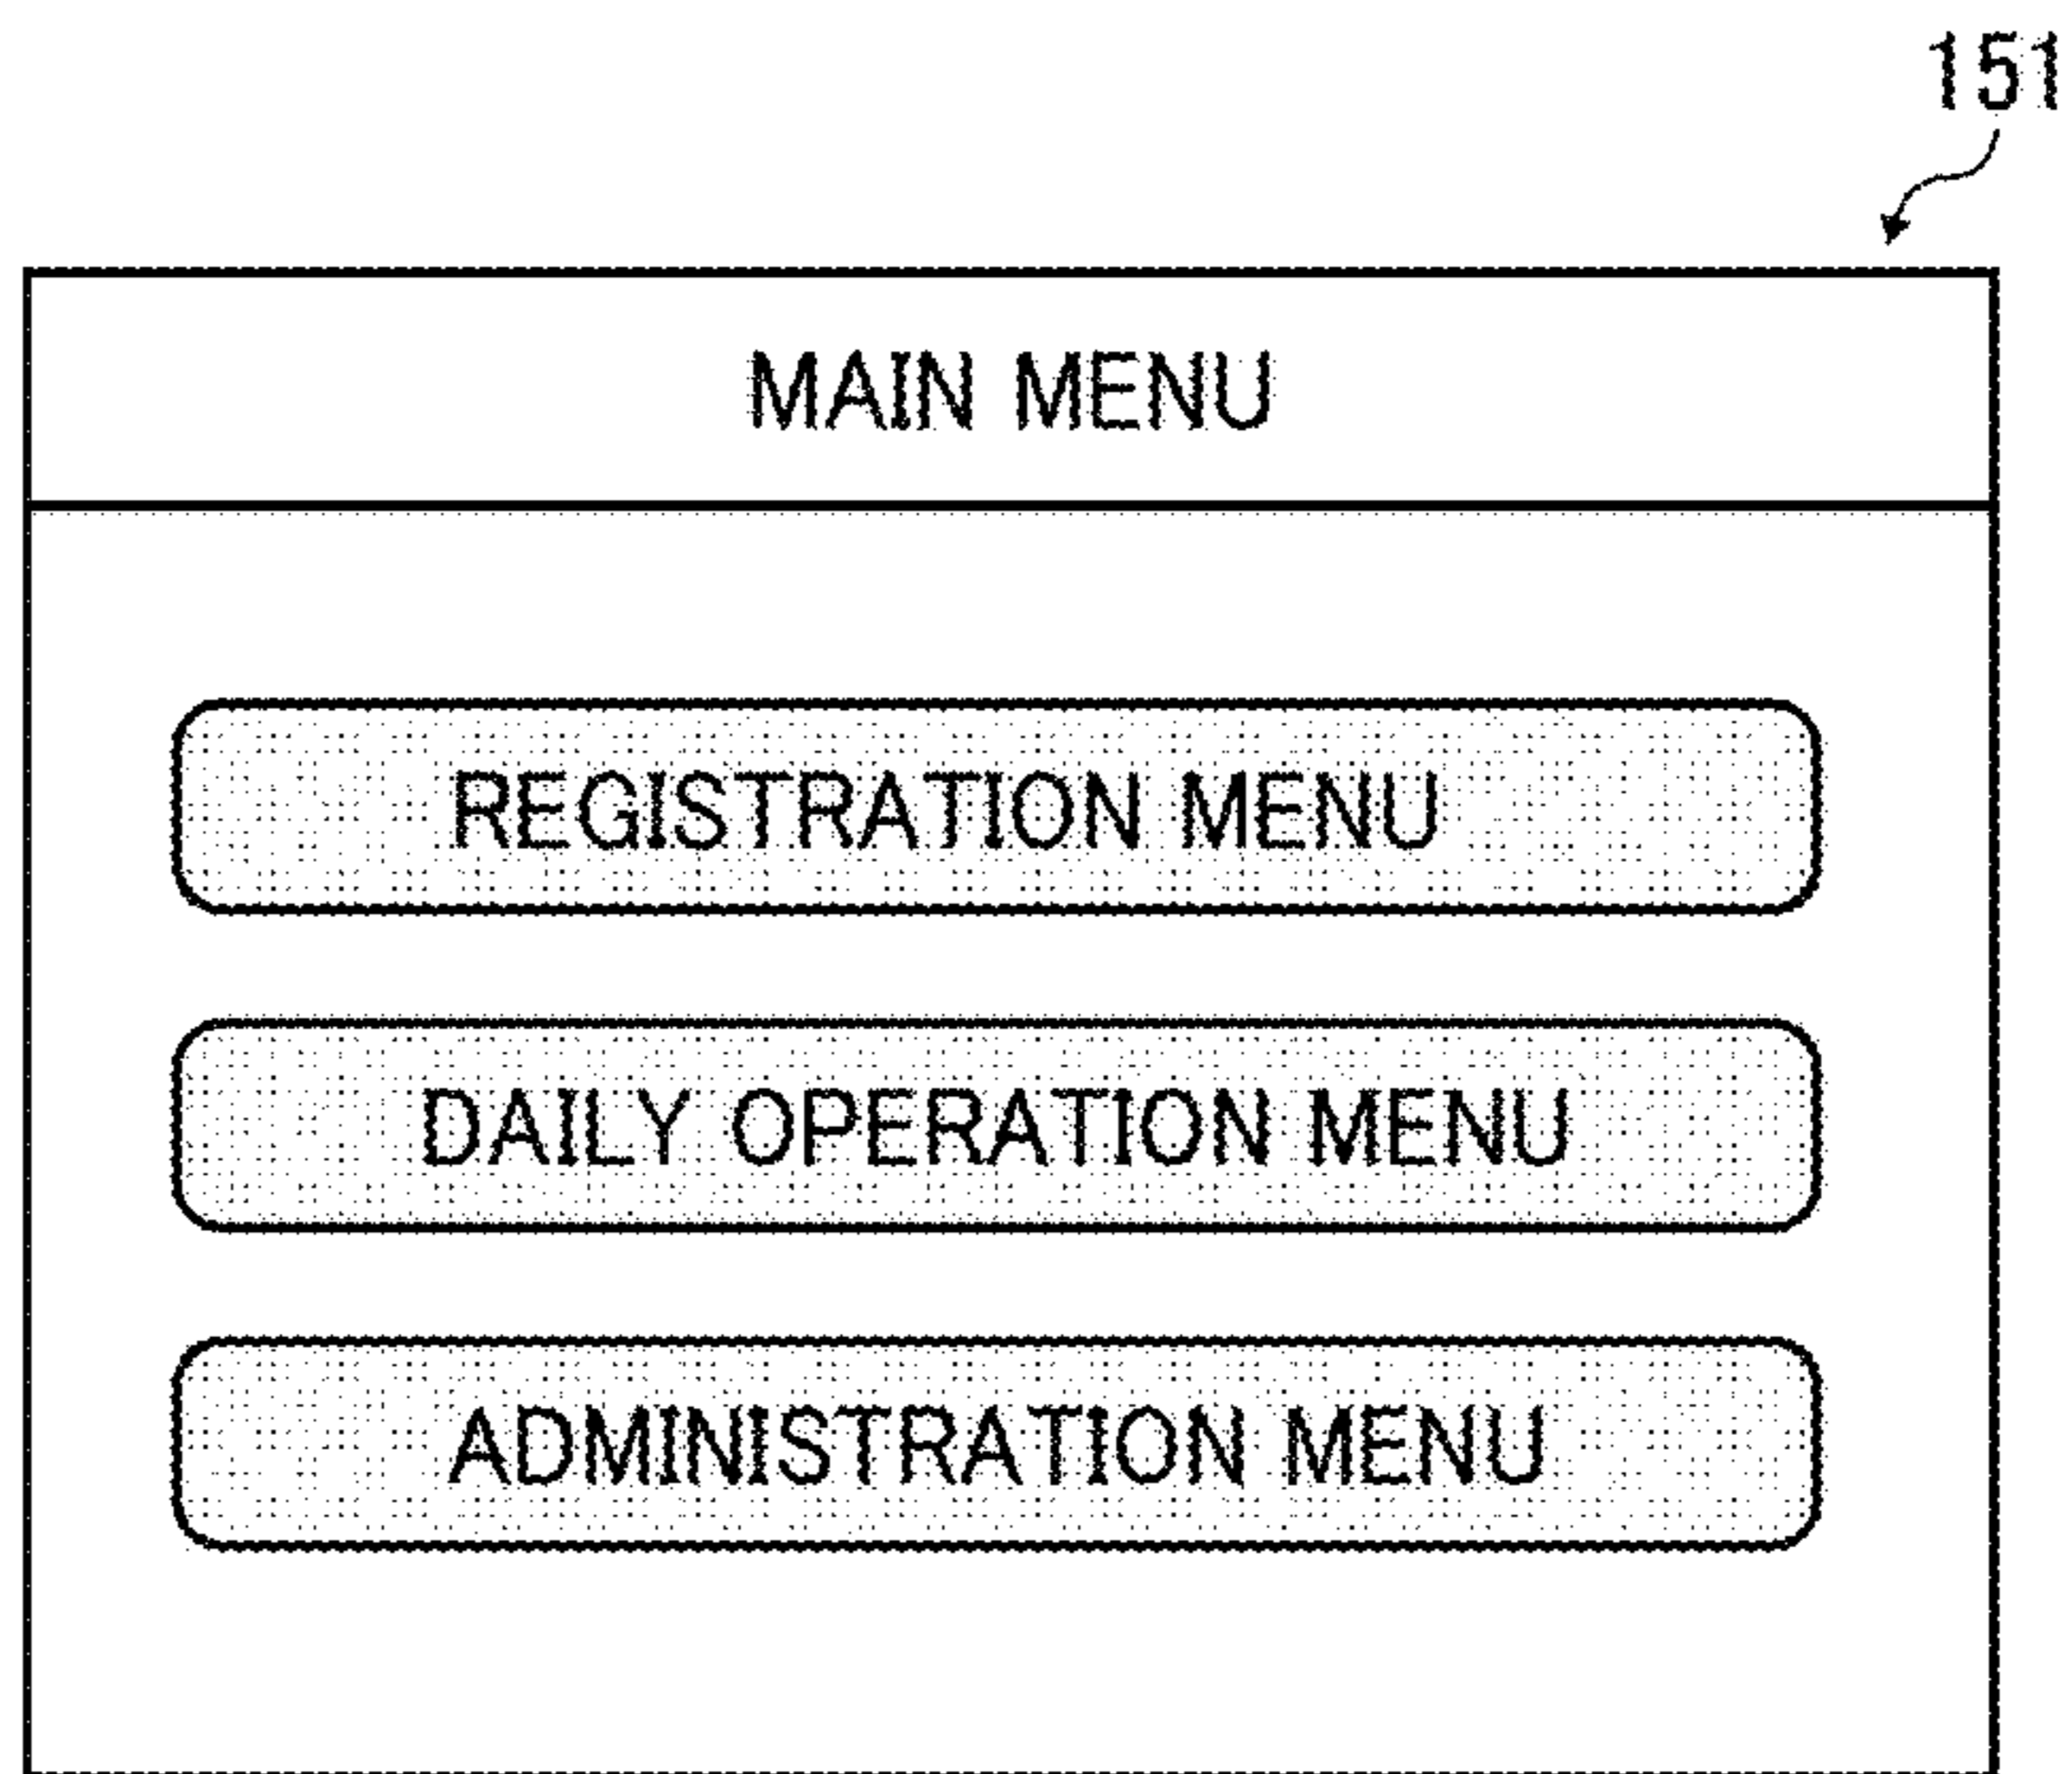 151
MAIN MENU
REGISTRATION MENU
DAILY OPERATION MENU
ADMINISTRATION MENU